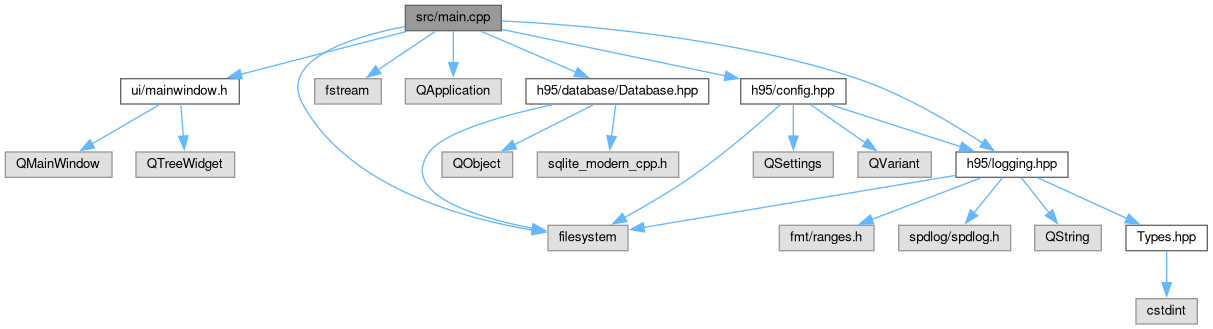 src/main.cpp
ui/mainwindow.h
fstream
QApplication
h95/database/Database.hpp
h95/config.hpp
QMainWindow
QTreeWidget
QObject
sqlite_modern_cpp.h
QSettings
QVariant
h95/logging.hpp
filesystem
fmt/ranges.h
spdlog/spdlog.h
QString
Types.hpp
cstdint